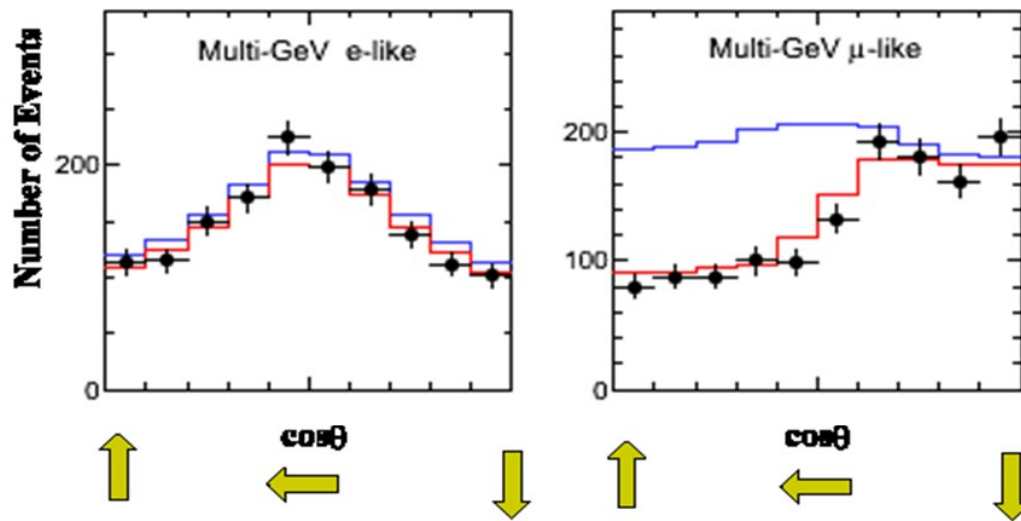 Number of Events
Multi-GeV e-like
200
0
cosθ
Multi-GeV μ-like
200
100
0
cosθ